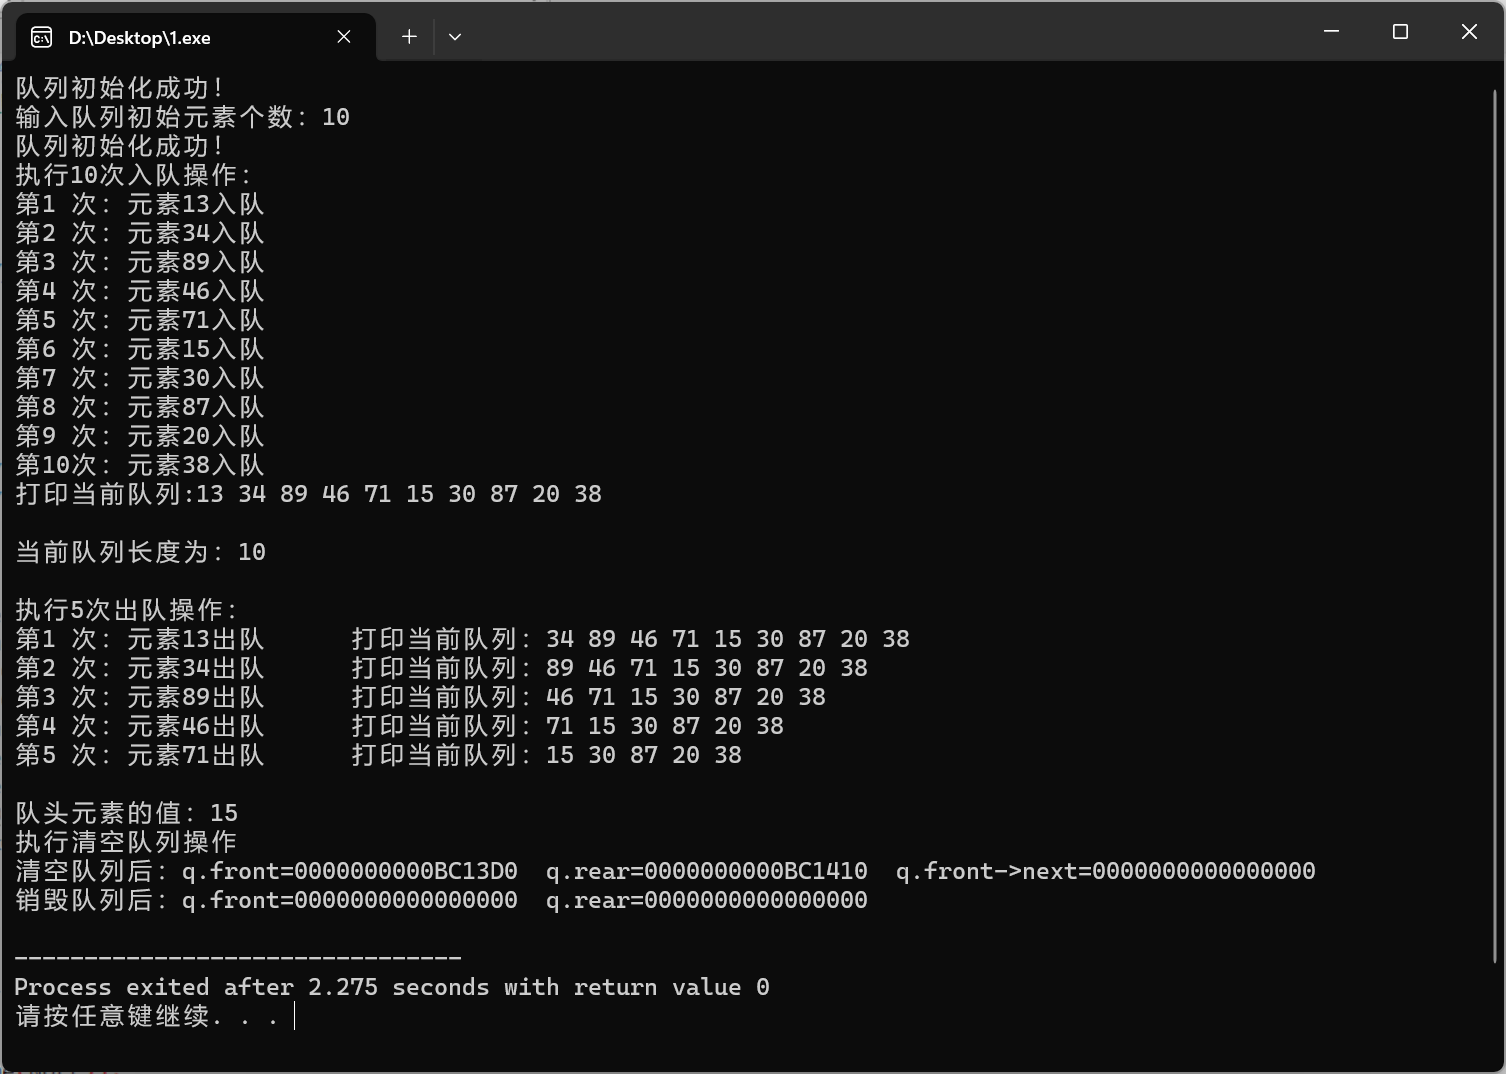 D:\Desktop\1.exe
队列初始化成功！
输入队列初始元素个数：10
队列初始化成功！
执行10次入队操作：
第1 次：元素13入队
第2 次：元素34入队
第3 次：元素89入队
第4 次：元素46入队
第5 次：元素71入队
第6 次：元素15入队
第7 次：元素30入队
第8 次：元素87入队
第9 次：元素20入队
第10次：元素38入队
打印当前队列:13 34 89 46 71 15 30 87 20 38
当前队列长度为：10
执行5次出队操作：
第1 次：元素13出队      打印当前队列：34 89 46 71 15 30 87 20 38
第2 次：元素34出队      打印当前队列：89 46 71 15 30 87 20 38
第3 次：元素89出队      打印当前队列：46 71 15 30 87 20 38
第4 次：元素46出队      打印当前队列：71 15 30 87 20 38
第5 次：元素71出队      打印当前队列：15 30 87 20 38
队头元素的值：15
执行清空队列操作
清空队列后：q.front=0000000000BC13D0  q.rear=0000000000BC1410  q.front->next=0000000000000000
销毁队列后：q.front=0000000000000000  q.rear=0000000000000000
--------------------------------
Process exited after 2.275 seconds with return value 0
请按任意键继续. . .